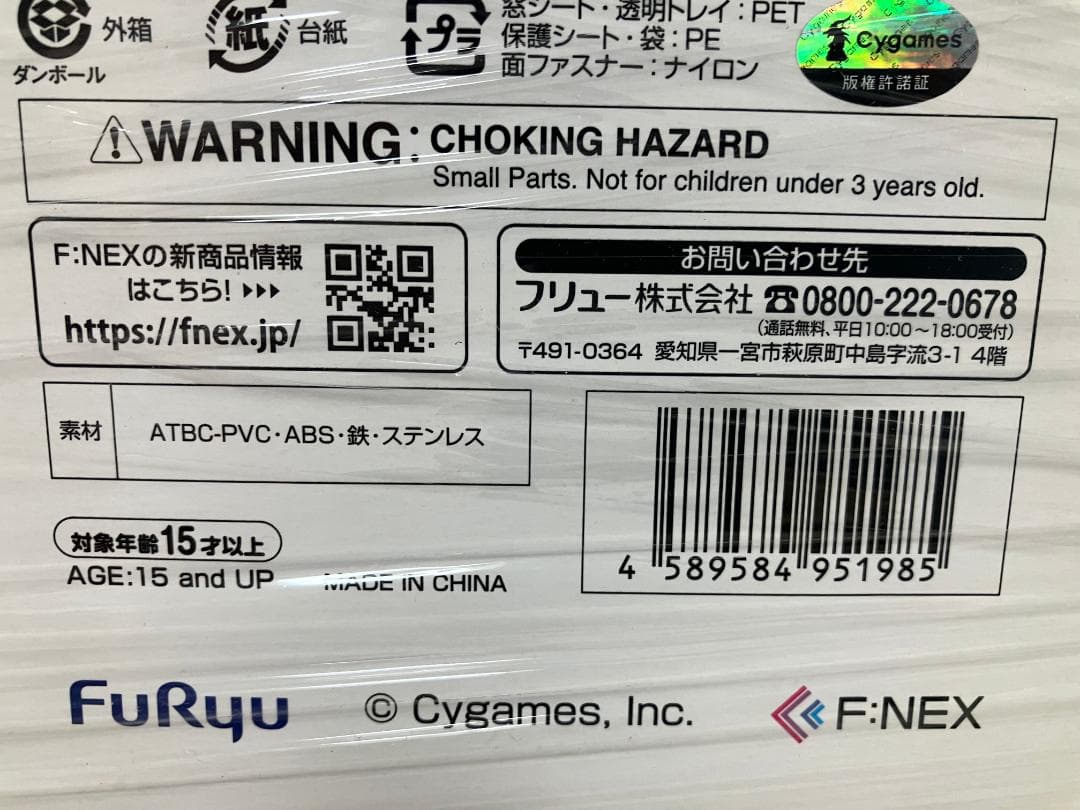 外箱
ダンボール
紙
台紙
プラ
窓シート・透明トレイ：PET
保護シート・袋：PE
面ファスナー：ナイロン
Cygames
版権許諾証
WARNING: CHOKING HAZARD
Small Parts. Not for children under 3 years old.
F:NEXの新商品情報
はこちら!
https://fnex.jp/
お問い合わせ先
フリュー株式会社 ☎0800-222-0678
(通話無料、平日10:00～18:00受付)
〒491-0364 愛知県一宮市萩原町中島字流3-1 4階
素材
ATBC-PVC・ABS・鉄・ステンレス
対象年齢15才以上
AGE:15 and UP
MADE IN CHINA
4 589584 951985
FuRyu
© Cygames, Inc.
F:NEX